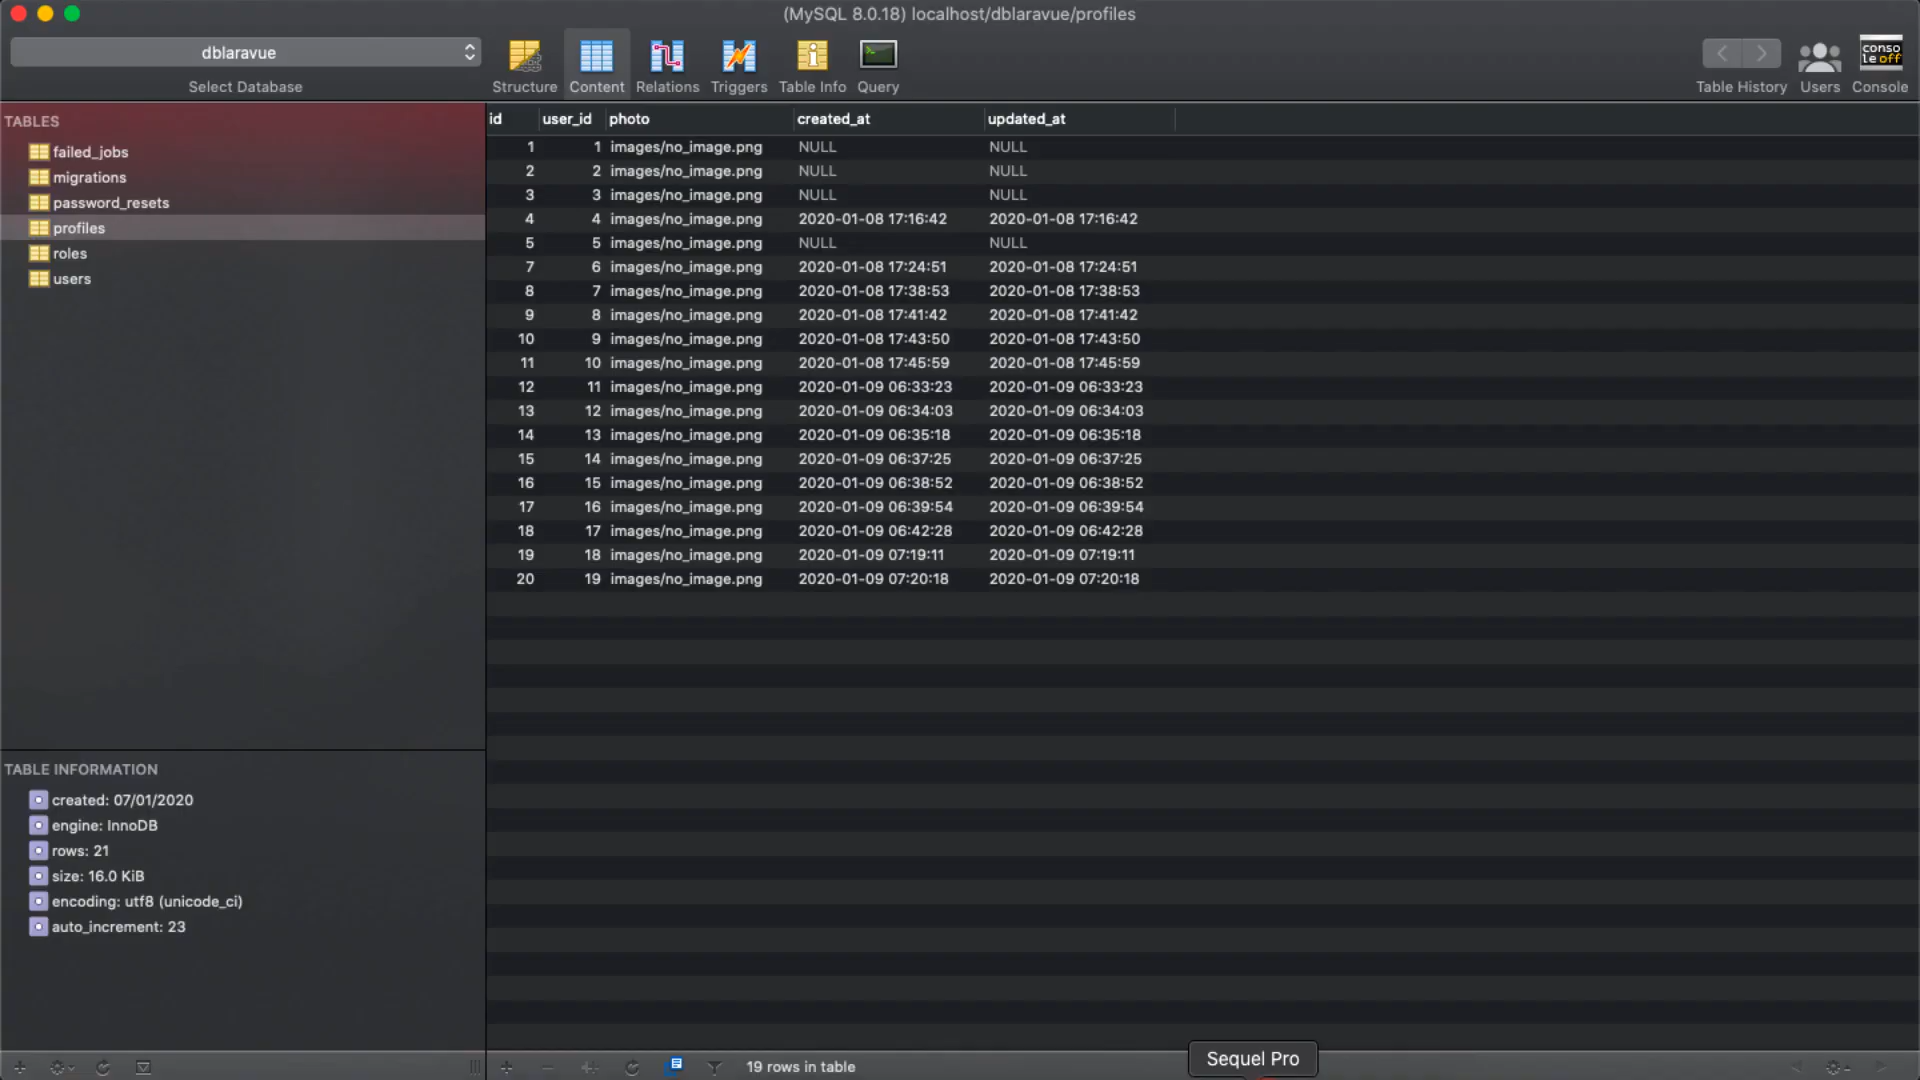 (MySQL 8.0.18) localhost/dblaravue/profiles
dblaravue
Select Database
Structure
Content
Relations
Triggers
Table Info
Query
Table History
Users
conso
le off
Console
TABLES
failed_jobs
migrations
password_resets
profiles
roles
users
id user_id photo created_at updated_at
1 1 images/no_image.png NULL NULL
2 2 images/no_image.png NULL NULL
3 3 images/no_image.png NULL NULL
4 4 images/no_image.png 2020-01-08 17:16:42 2020-01-08 17:16:42
5 5 images/no_image.png NULL NULL
7 6 images/no_image.png 2020-01-08 17:24:51 2020-01-08 17:24:51
8 7 images/no_image.png 2020-01-08 17:38:53 2020-01-08 17:38:53
9 8 images/no_image.png 2020-01-08 17:41:42 2020-01-08 17:41:42
10 9 images/no_image.png 2020-01-08 17:43:50 2020-01-08 17:43:50
11 10 images/no_image.png 2020-01-08 17:45:59 2020-01-08 17:45:59
12 11 images/no_image.png 2020-01-09 06:33:23 2020-01-09 06:33:23
13 12 images/no_image.png 2020-01-09 06:34:03 2020-01-09 06:34:03
14 13 images/no_image.png 2020-01-09 06:35:18 2020-01-09 06:35:18
15 14 images/no_image.png 2020-01-09 06:37:25 2020-01-09 06:37:25
16 15 images/no_image.png 2020-01-09 06:38:52 2020-01-09 06:38:52
17 16 images/no_image.png 2020-01-09 06:39:54 2020-01-09 06:39:54
18 17 images/no_image.png 2020-01-09 06:42:28 2020-01-09 06:42:28
19 18 images/no_image.png 2020-01-09 07:19:11 2020-01-09 07:19:11
20 19 images/no_image.png 2020-01-09 07:20:18 2020-01-09 07:20:18
TABLE INFORMATION
created: 07/01/2020
engine: InnoDB
rows: 21
size: 16.0 KiB
encoding: utf8 (unicode_ci)
auto_increment: 23
19 rows in table
Sequel Pro